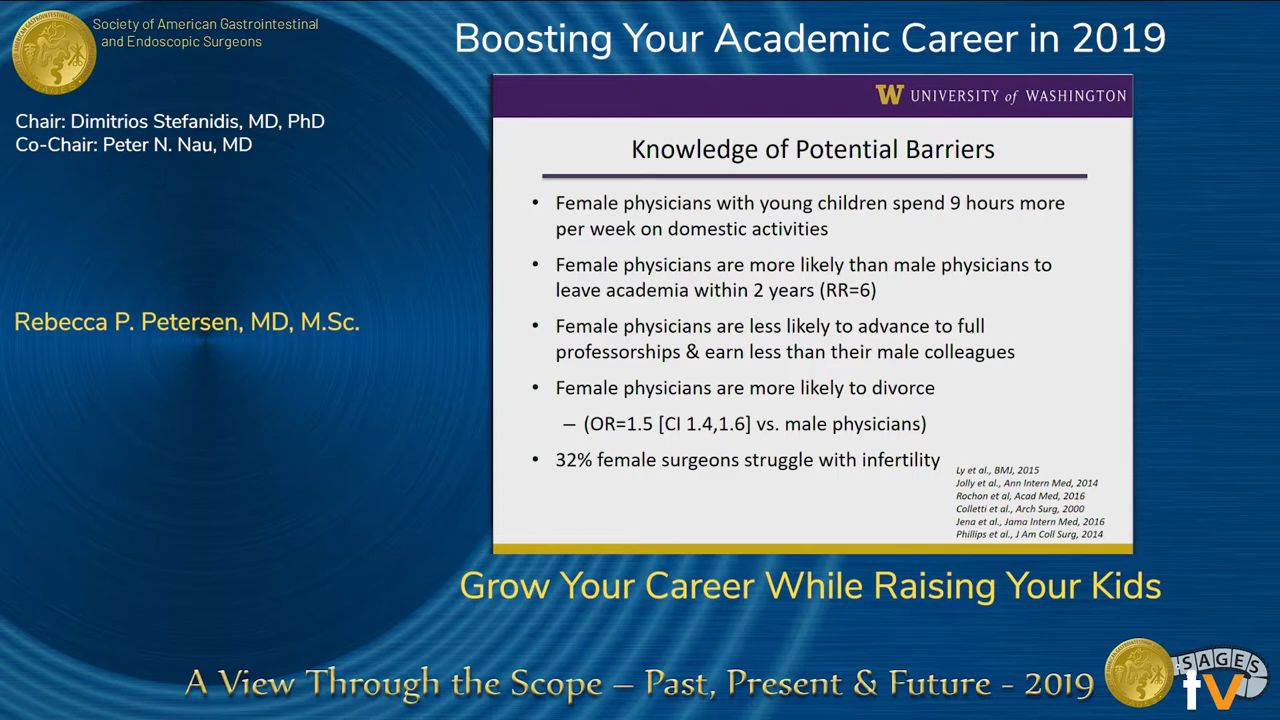 Society of American Gastrointestinal
and Endoscopic Surgeons
Boosting Your Academic Career in 2019
Chair: Dimitrios Stefanidis, MD, PhD
Co-Chair: Peter N. Nau, MD
Rebecca P. Petersen, MD, M.Sc.
W UNIVERSITY of WASHINGTON
Knowledge of Potential Barriers
• Female physicians with young children spend 9 hours more
per week on domestic activities
• Female physicians are more likely than male physicians to
leave academia within 2 years (RR=6)
• Female physicians are less likely to advance to full
professorships & earn less than their male colleagues
• Female physicians are more likely to divorce
– (OR=1.5 [CI 1.4,1.6] vs. male physicians)
• 32% female surgeons struggle with infertility
Ly et al., BMJ, 2015
Jolly et al., Ann Intern Med, 2014
Rochon et al, Acad Med, 2016
Colletti et al., Arch Surg, 2000
Jena et al., Jama Intern Med, 2016
Phillips et al., J Am Coll Surg, 2014
Grow Your Career While Raising Your Kids
A View Through the Scope – Past, Present & Future - 2019
SAGES
tv